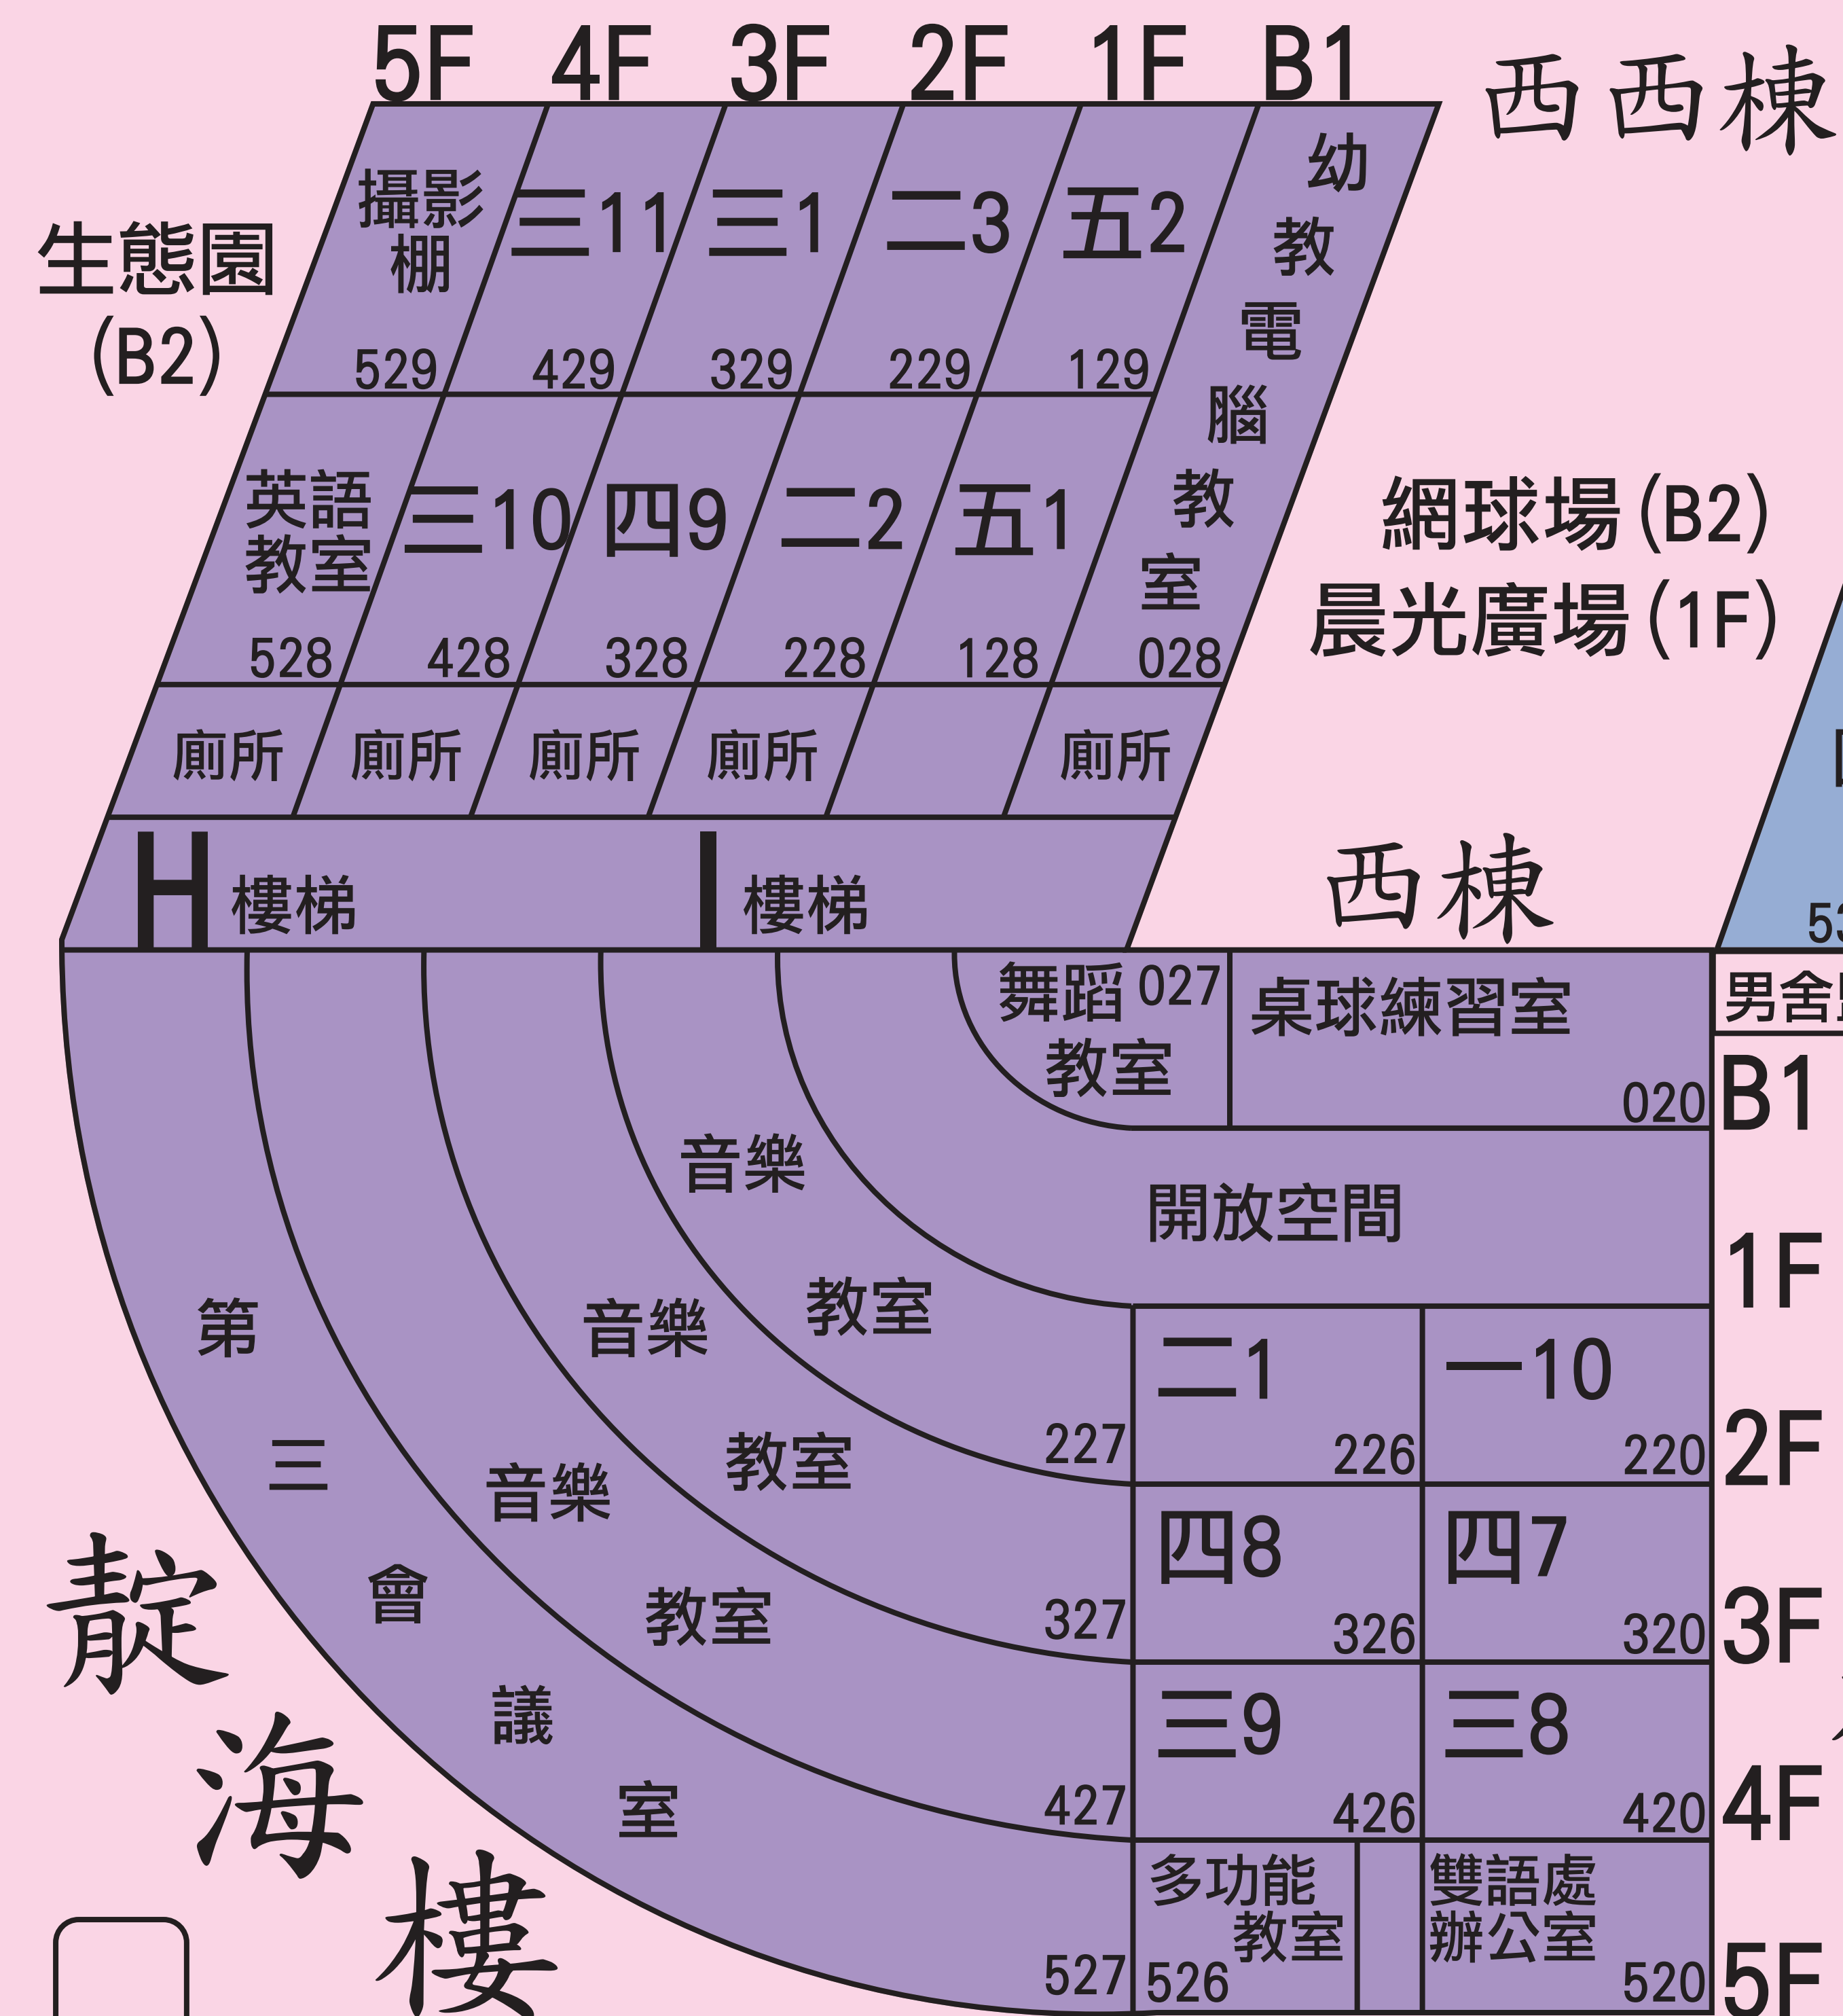 5F 4F 3F 2F 1F B1
西西棟
攝影
棚
529
三11
429
三1
329
二3
229
五2
129
幼
教
電
腦
教
室
028
生態園
(B2)
英語
教室
528
三10
428
四9
328
二2
228
五1
128
網球場(B2)
晨光廣場(1F)
廁所 廁所 廁所 廁所 廁所
H 樓梯
I 樓梯
西棟
舞蹈 027
教室
桌球練習室
020
男舍
B1
開放空間
1F
音樂
教室
227
二1
226
一10
220
2F
音樂
教室
327
四8
326
四7
320
3F
音樂
教室
427
三9
426
三8
420
4F
第
三
會
議
室
527
多功能
教室
526
雙語處
辦公室
520
5F
靛
海
樓